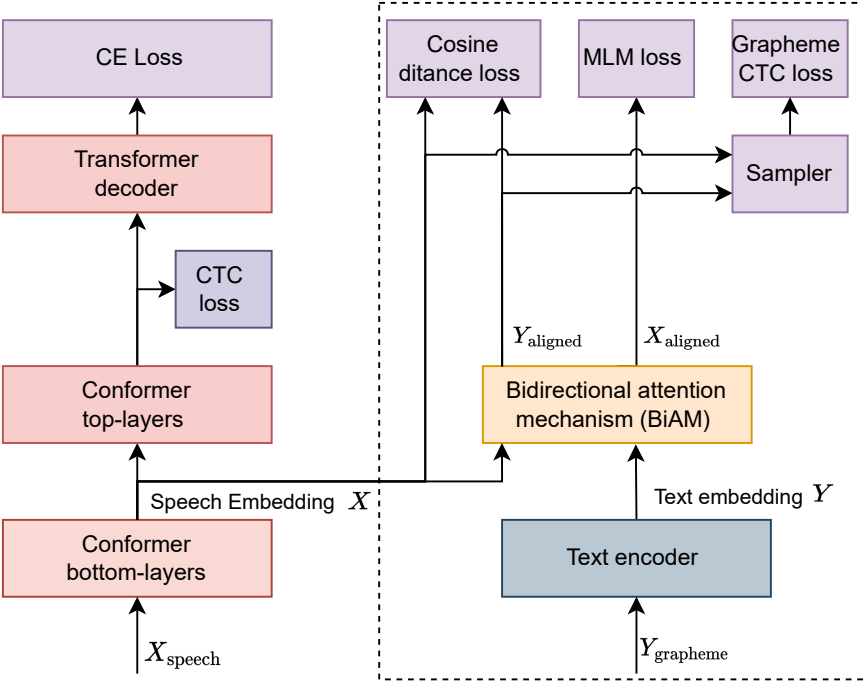 CE Loss
Cosine
ditance loss
MLM loss
Grapheme
CTC loss
Transformer
decoder
Sampler
CTC
loss
Y_aligned
X_aligned
Conformer
top-layers
Bidirectional attention
mechanism (BiAM)
Speech Embedding X
Text embedding Y
Conformer
bottom-layers
Text encoder
X_speech
Y_grapheme